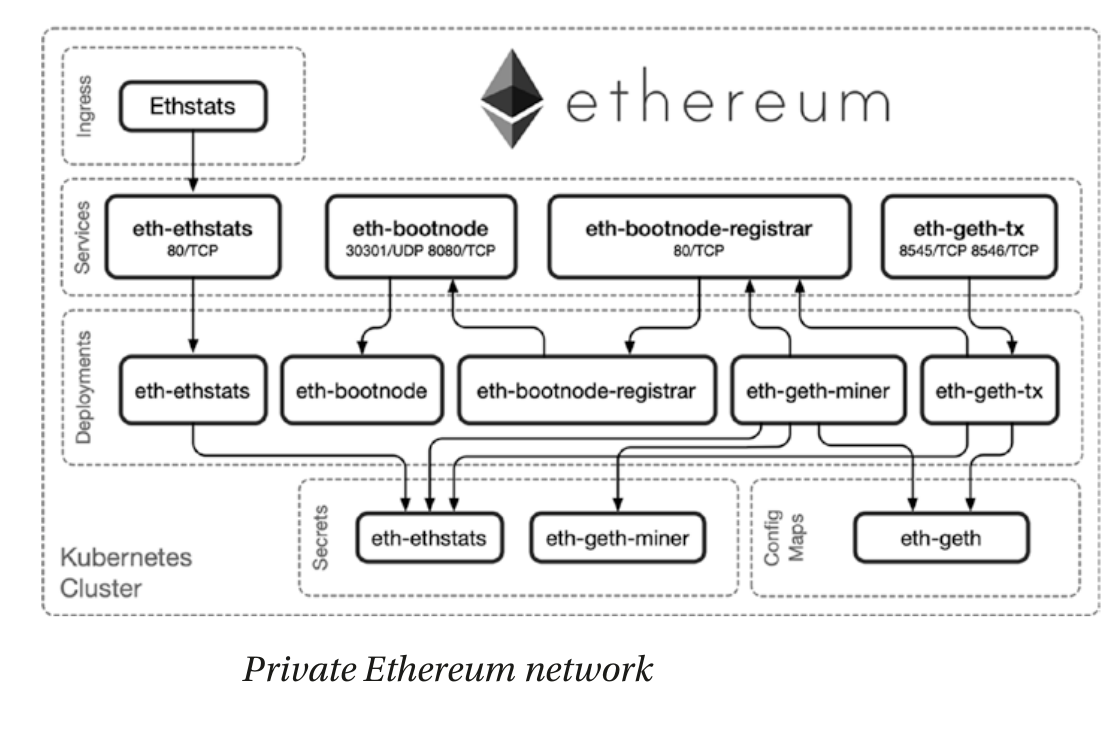 Ingress
Ethstats
ethereum
Services
eth-ethstats
80/TCP
eth-bootnode
30301/UDP 8080/TCP
eth-bootnode-registrar
80/TCP
eth-geth-tx
8545/TCP 8546/TCP
Deployments
eth-ethstats
eth-bootnode
eth-bootnode-registrar
eth-geth-miner
eth-geth-tx
Kubernetes
Cluster
Secrets
eth-ethstats
eth-geth-miner
Config
Maps
eth-geth
Private Ethereum network